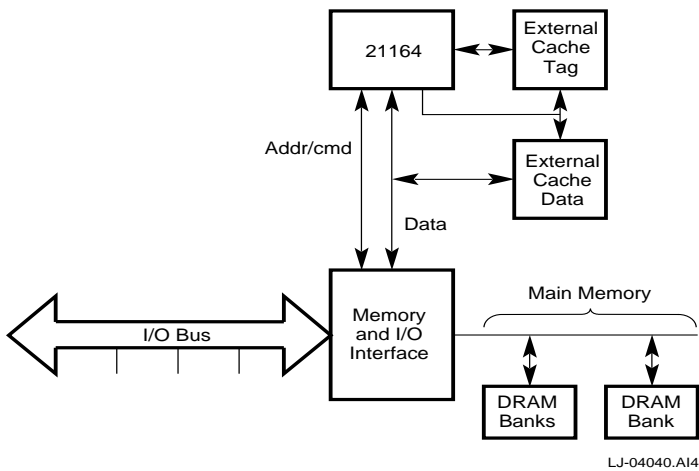 21164
External
Cache
Tag
Addr/cmd
External
Cache
Data
Data
Main Memory
I/O Bus
Memory
and I/O
Interface
DRAM
Banks
DRAM
Bank
LJ-04040.AI4